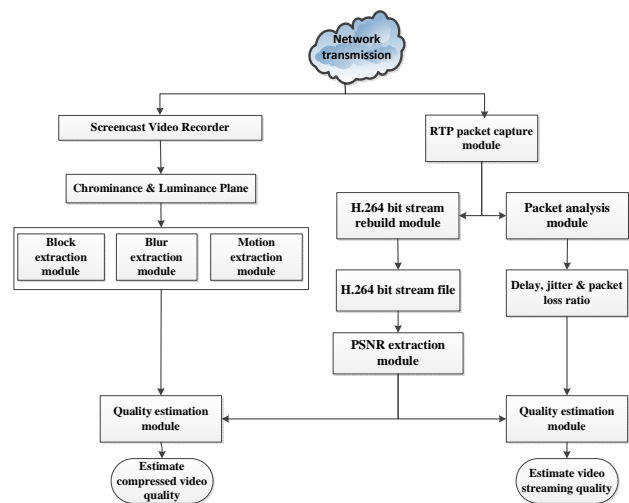 Network
transmission
Screencast Video Recorder
RTP packet capture
module
Chrominance & Luminance Plane
H.264 bit stream
rebuild module
Packet analysis
module
Block
extraction
module
Blur
extraction
module
Motion
extraction
module
H.264 bit stream file
Delay, jitter & packet
loss ratio
PSNR extraction
module
Quality estimation
module
Quality estimation
module
Estimate
compressed video
quality
Estimate video
streaming quality